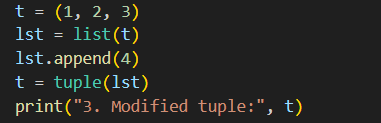 t = (1, 2, 3)
lst = list(t)
lst.append(4)
t = tuple(lst)
print("3. Modified tuple:", t)